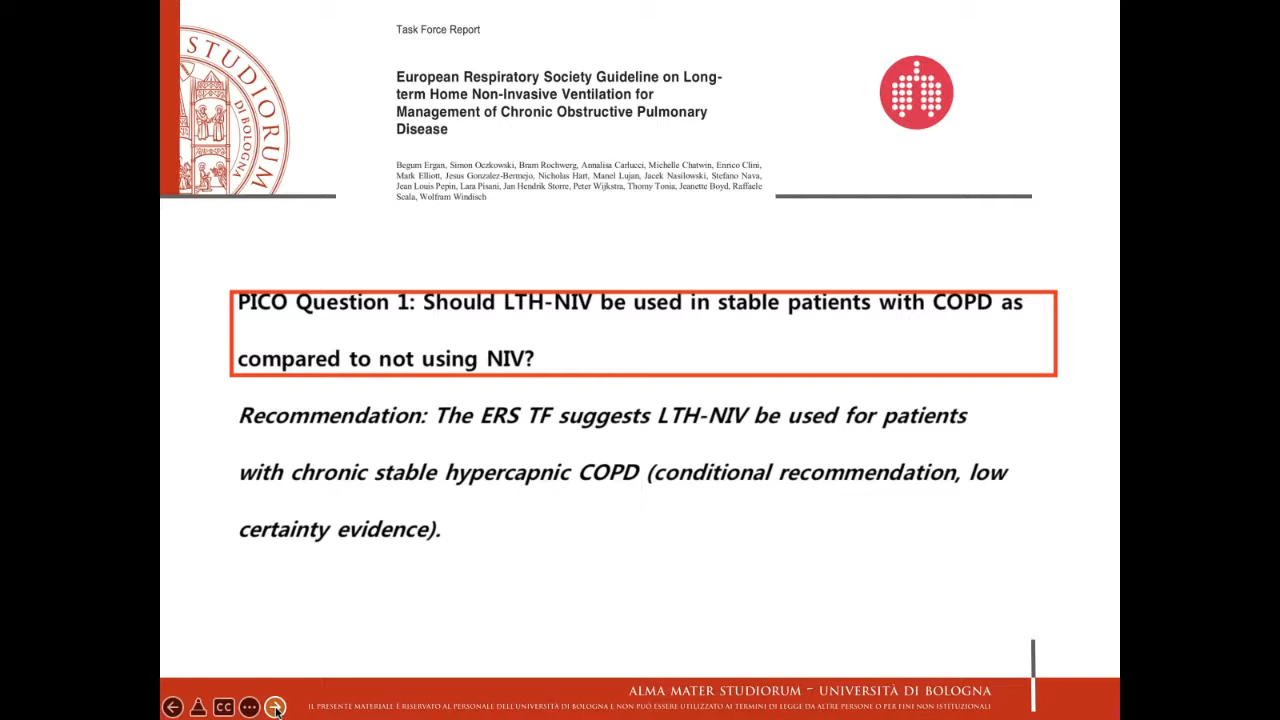 Task Force Report
European Respiratory Society Guideline on Long-
term Home Non-Invasive Ventilation for
Management of Chronic Obstructive Pulmonary
Disease
Begum Ergan, Simon Oczkowski, Bram Rochwerg, Annalisa Carlucci, Michelle Chatwin, Enrico Clini,
Mark Elliott, Jesus Gonzalez-Bermejo, Nicholas Hart, Manel Lujan, Jacek Nasilowski, Stefano Nava,
Jean Louis Pepin, Lara Pisani, Jan Hendrik Storre, Peter Wijkstra, Thomy Tonia, Jeanette Boyd, Raffaele
Scala, Wolfram Windisch
STUDIORUM
DI BOLOGNA
PICO Question 1: Should LTH-NIV be used in stable patients with COPD as
compared to not using NIV?
Recommendation: The ERS TF suggests LTH-NIV be used for patients
with chronic stable hypercapnic COPD (conditional recommendation, low
certainty evidence).
CC
ALMA MATER STUDIORUM - UNIVERSITÀ DI BOLOGNA
IL PRESENTE MATERIALE È RISERVATO AL PERSONALE DELL'UNIVERSITÀ DI BOLOGNA E NON PUÒ ESSERE UTILIZZATO AI TERMINI DI LEGGE DA ALTRE PERSONE O PER FINI NON ISTITUZIONALI